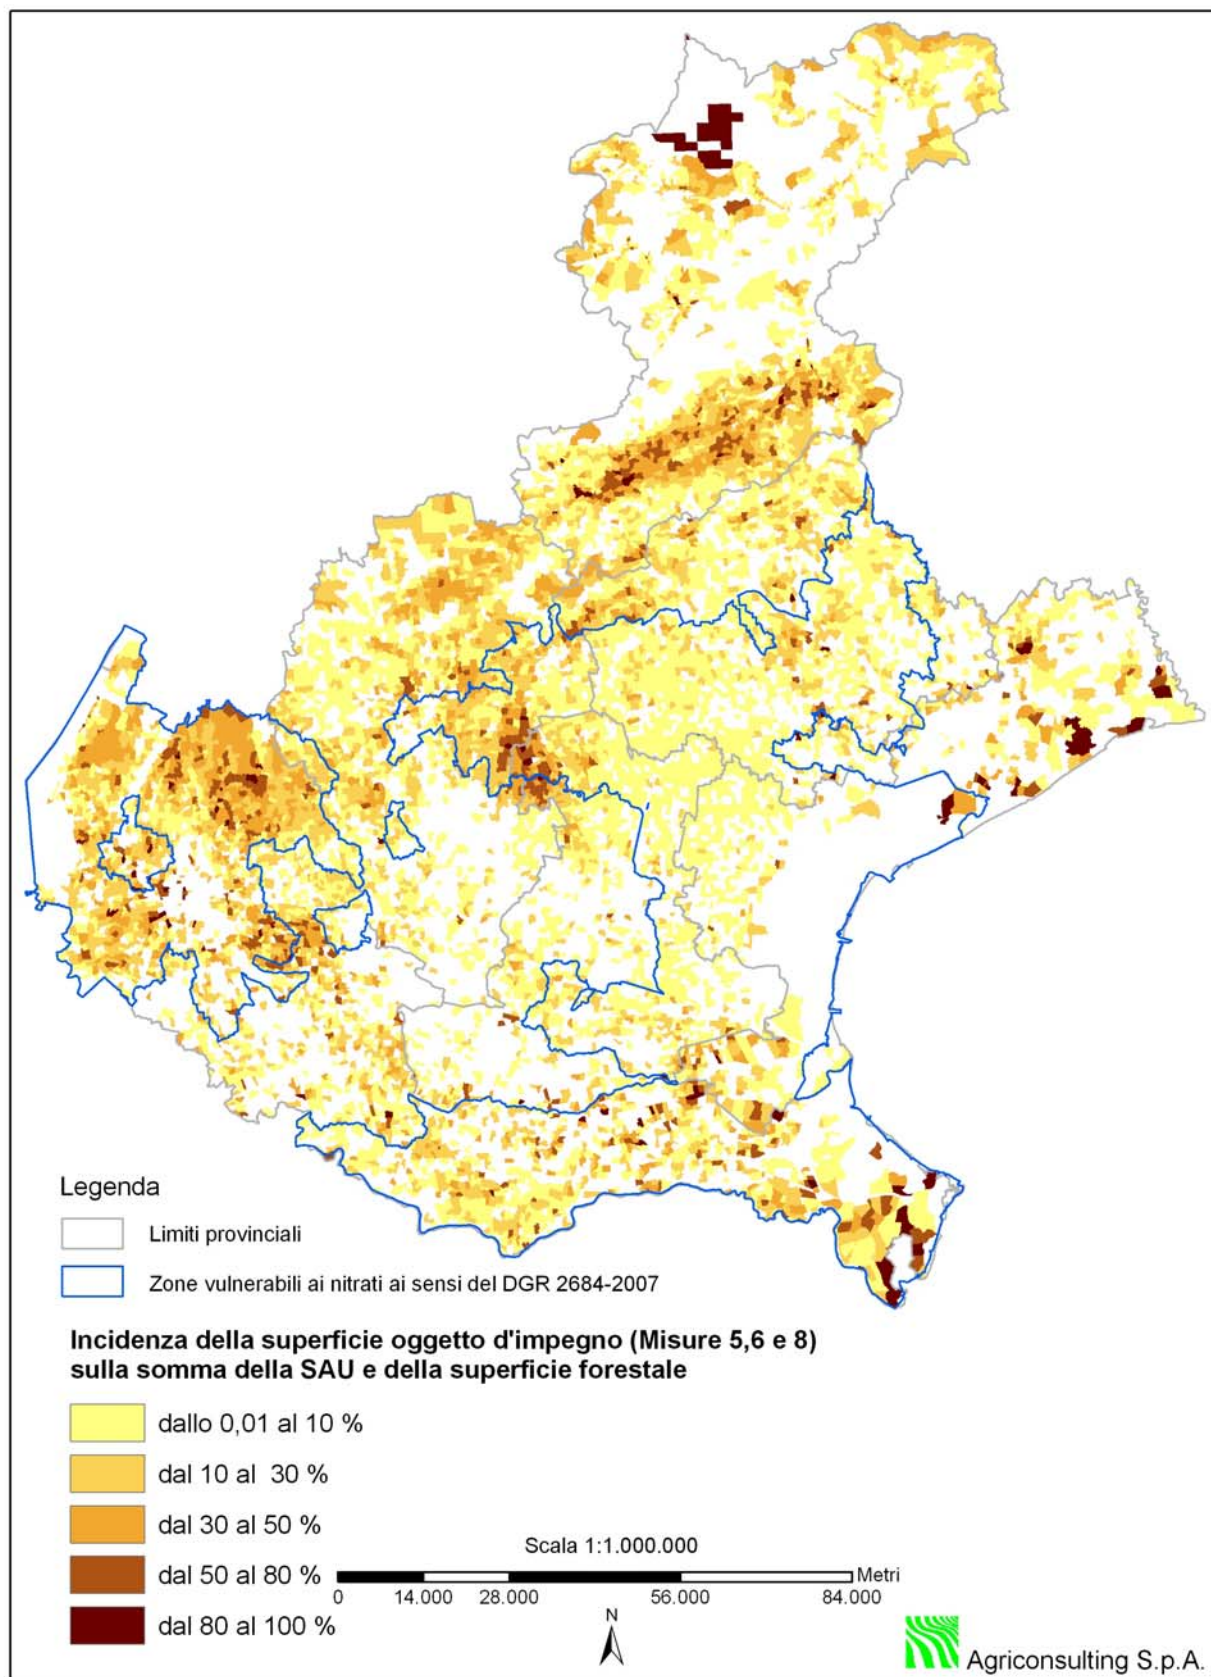 Legenda
Limiti provinciali
Zone vulnerabili ai nitrati ai sensi del DGR 2684-2007
Incidenza della superficie oggetto d'impegno (Misure 5,6 e 8)
sulla somma della SAU e della superficie forestale
dallo 0,01 al 10 %
dal 10 al 30 %
dal 30 al 50 %
dal 50 al 80 %
dal 80 al 100 %
Scala 1:1.000.000
Metri
0 14.000 28.000 56.000 84.000
N
Agriconsulting S.p.A.